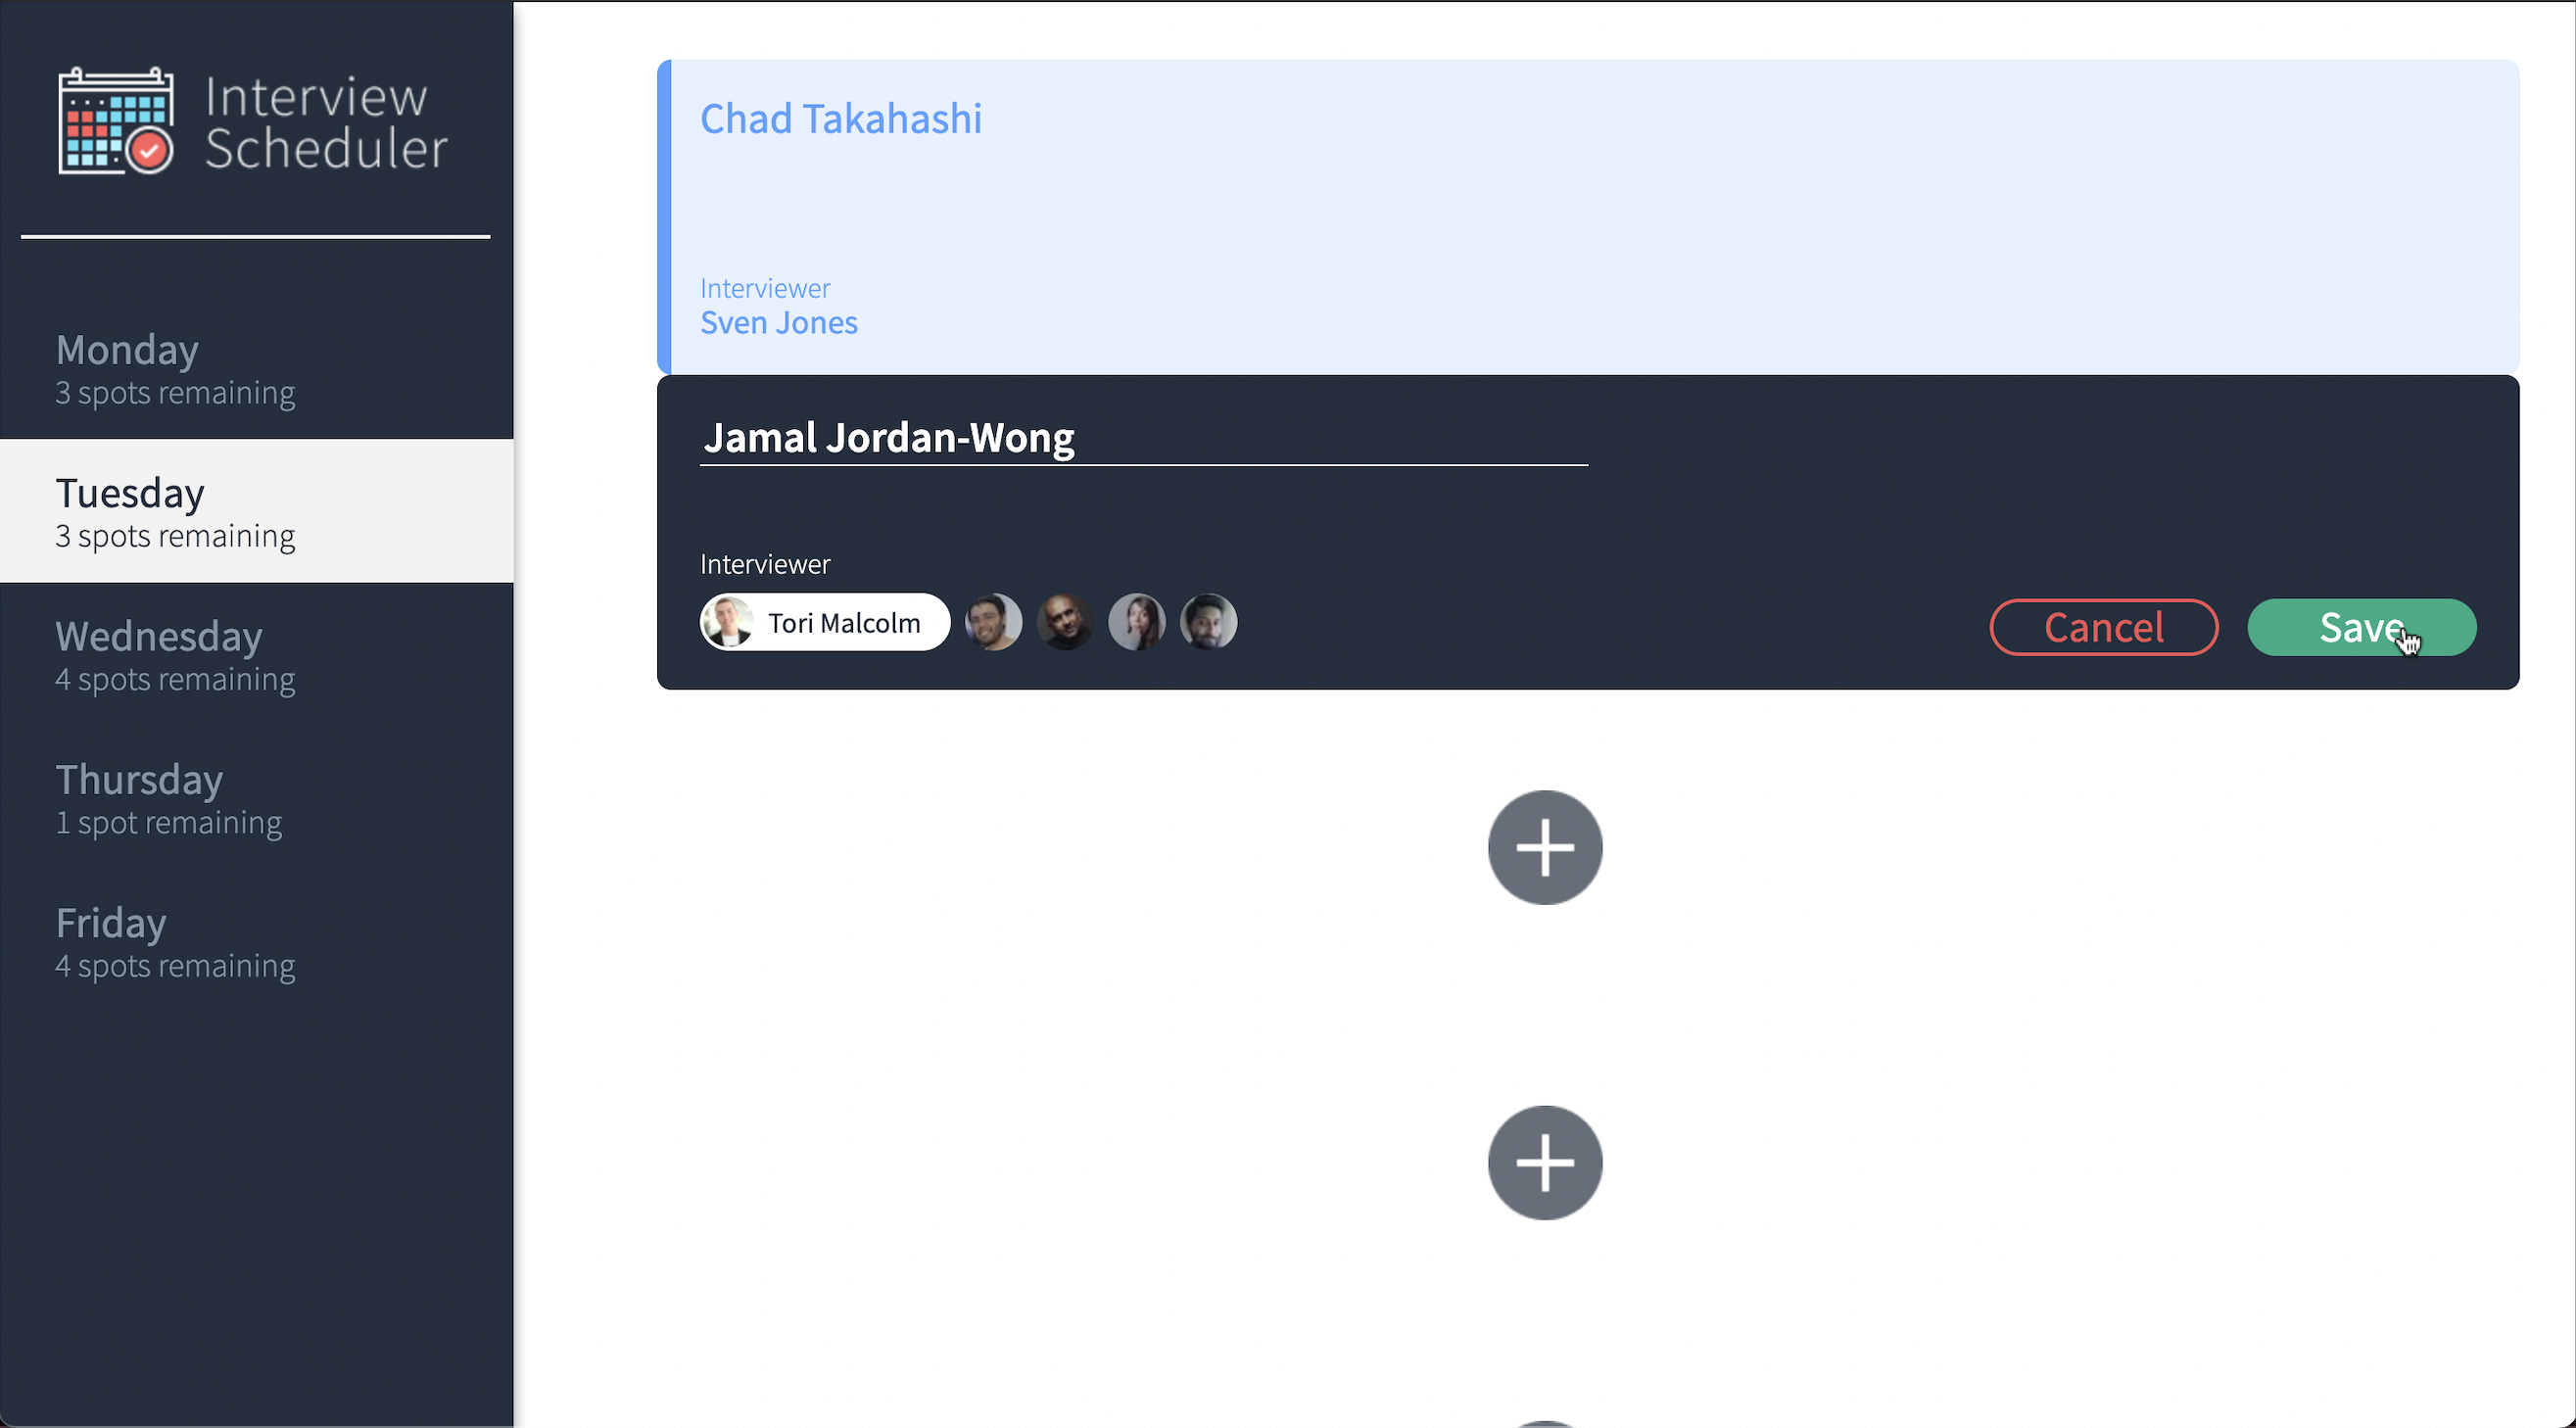 Interview
Scheduler
Monday
3 spots remaining
Tuesday
3 spots remaining
Wednesday
4 spots remaining
Thursday
1 spot remaining
Friday
4 spots remaining
Chad Takahashi
Interviewer
Sven Jones
Jamal Jordan-Wong
Interviewer
Tori Malcolm
Cancel
Save